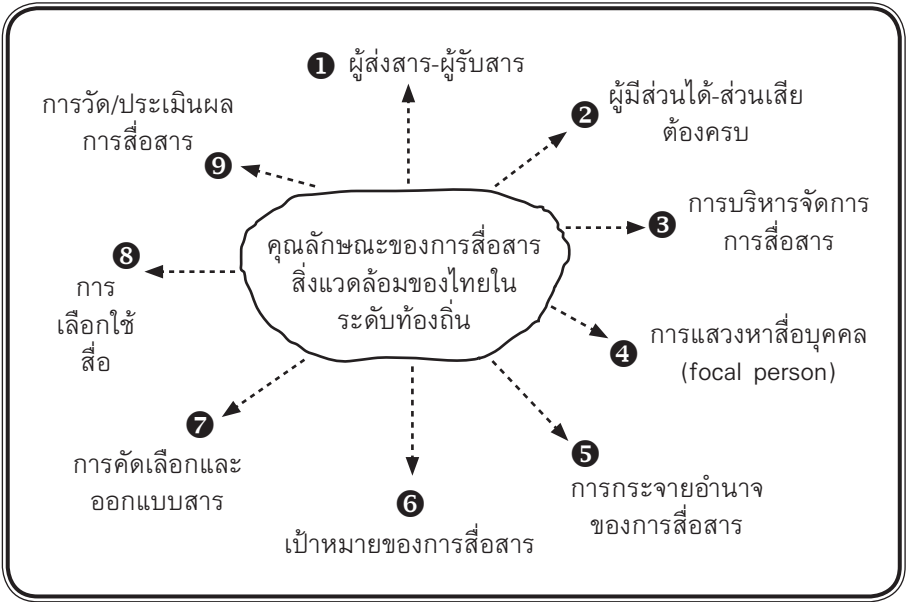 ❶ ผู้ส่งสาร-ผู้รับสาร
❷ ผู้มีส่วนได้-ส่วนเสีย
ต้องครบ
❸ การบริหารจัดการ
การสื่อสาร
❹ การแสวงหาสื่อบุคคล
(focal person)
❺
การกระจายอำนาจ
ของการสื่อสาร
❻
เป้าหมายของการสื่อสาร
❼
การคัดเลือกและ
ออกแบบสาร
❽
การ
เลือกใช้
สื่อ
การวัด/ประเมินผล
การสื่อสาร
❾
คุณลักษณะของการสื่อสาร
สิ่งแวดล้อมของไทยใน
ระดับท้องถิ่น